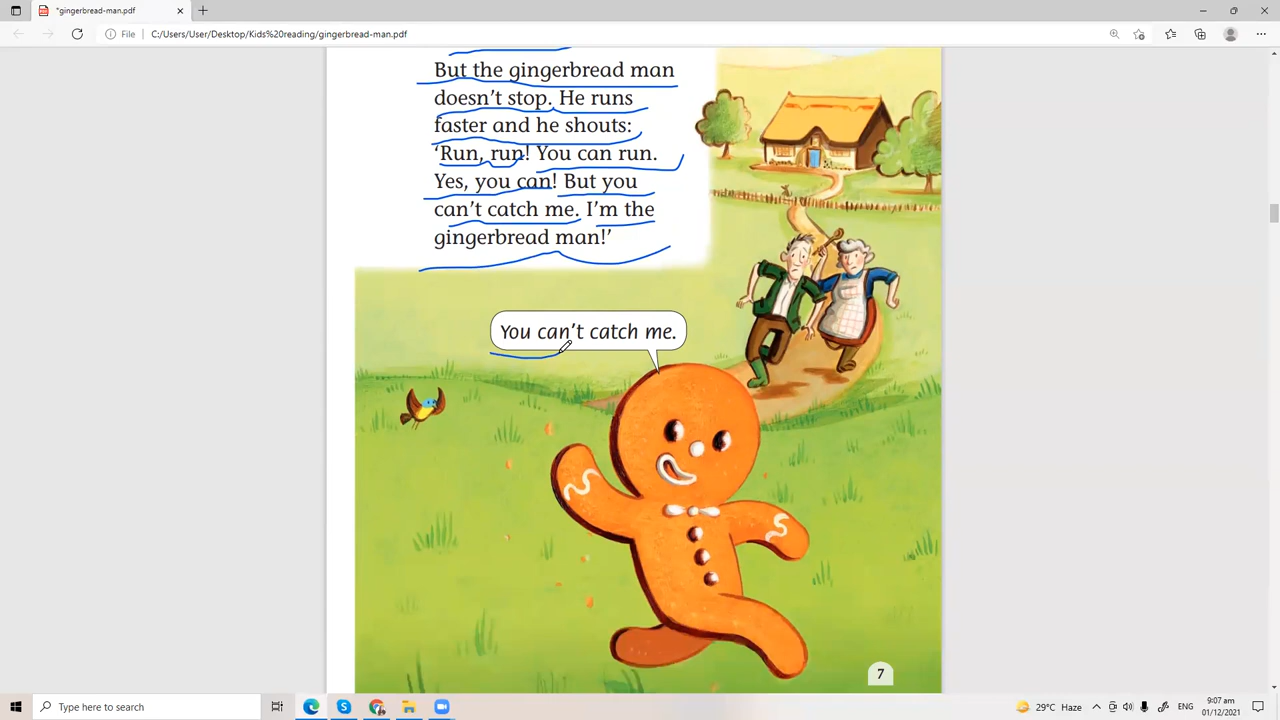 *gingerbread-man.pdf
File
C:/Users/User/Desktop/Kids%20reading/gingerbread-man.pdf
But the gingerbread man
doesn't stop. He runs
faster and he shouts:
'Run, run! You can run.
Yes, you can! But you
can't catch me. I'm the
gingerbread man!'
You can't catch me.
7
Type here to search
29°C Haze
ENG
9:07 am
01/12/2021